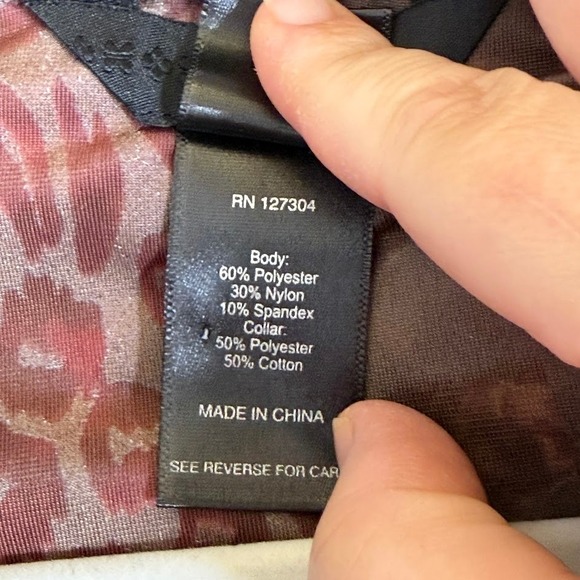 RN 127304
Body:
60% Polyester
30% Nylon
10% Spandex
Collar:
50% Polyester
50% Cotton
MADE IN CHINA
SEE REVERSE FOR CAR